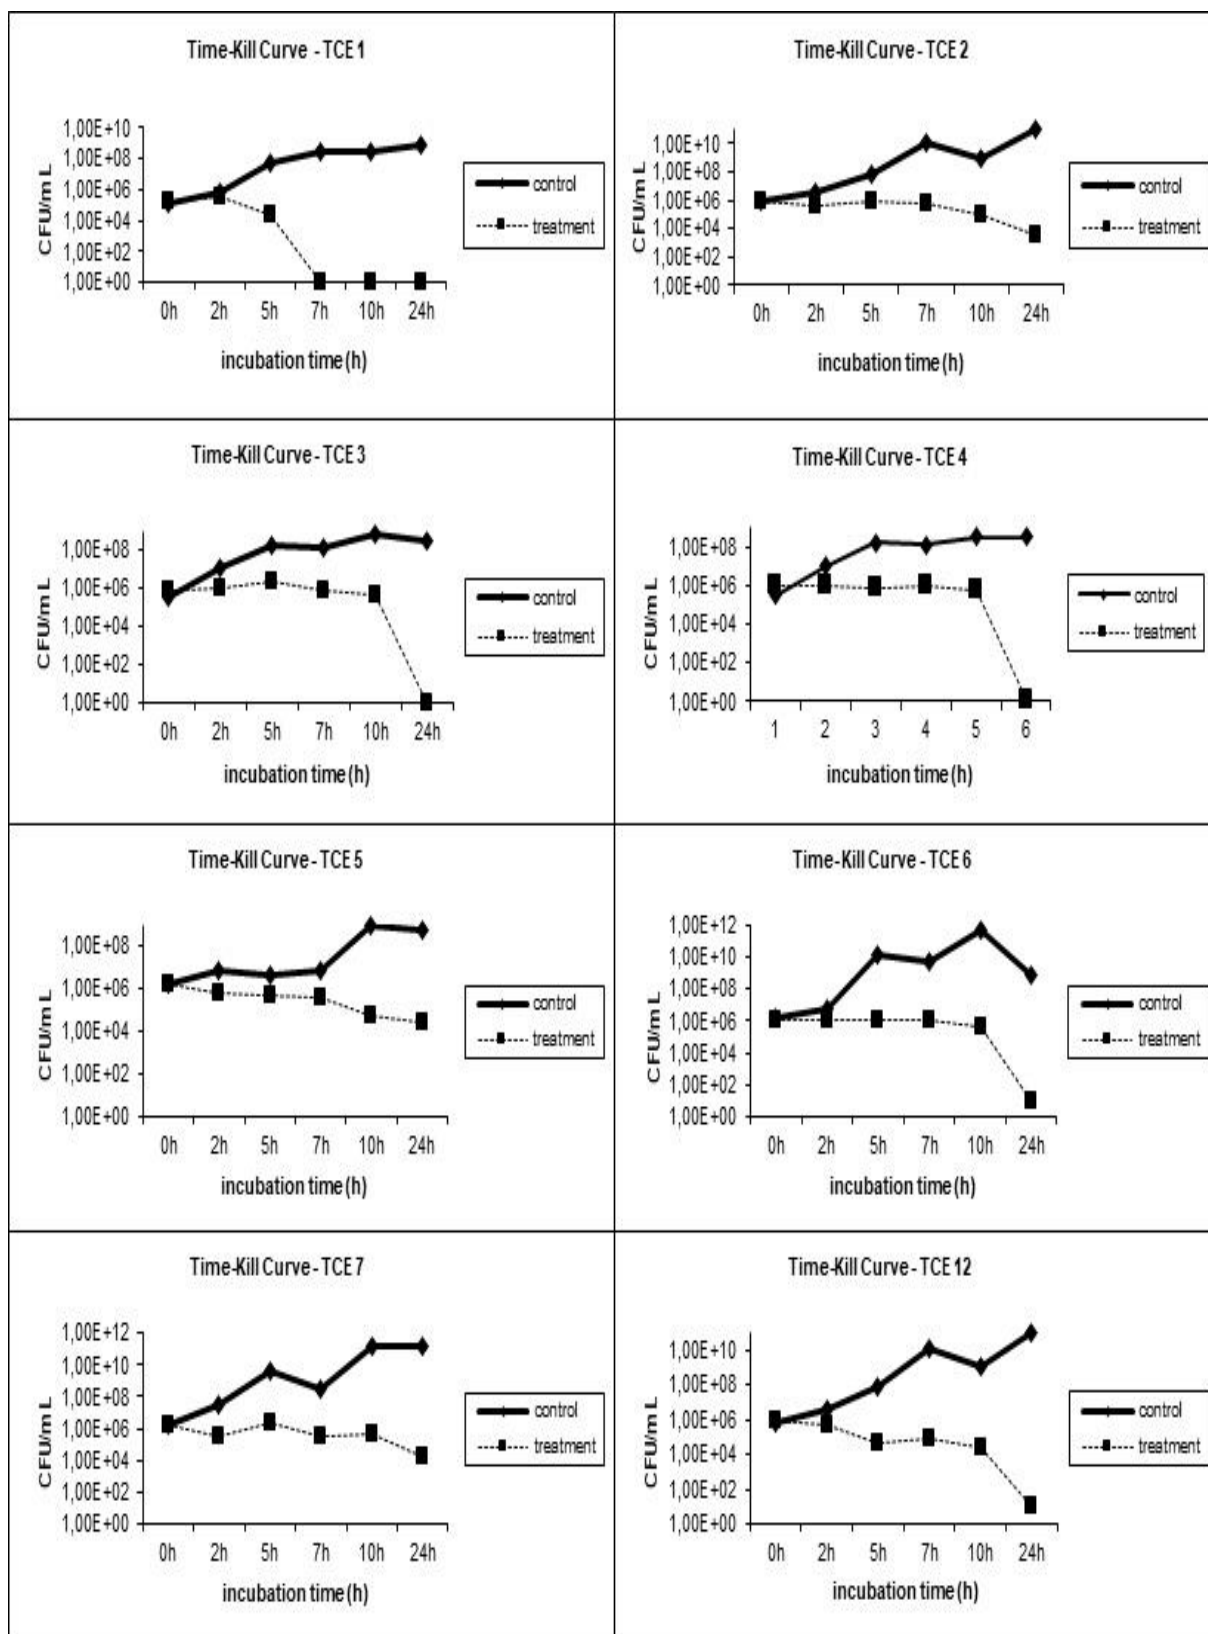 Time-Kill Curve - TCE 1
1,00E+10
1,00E+08
1,00E+06
1,00E+04
1,00E+02
1,00E+00
CFU/mL
0h 2h 5h 7h 10h 24h
incubation time (h)
control
treatment
Time-Kill Curve - TCE 2
1,00E+10
1,00E+08
1,00E+06
1,00E+04
1,00E+02
1,00E+00
CFU/mL
0h 2h 5h 7h 10h 24h
incubation time (h)
control
treatment
Time-Kill Curve - TCE 3
1,00E+08
1,00E+06
1,00E+04
1,00E+02
1,00E+00
CFU/mL
0h 2h 5h 7h 10h 24h
incubation time (h)
control
treatment
Time-Kill Curve - TCE 4
1,00E+08
1,00E+06
1,00E+04
1,00E+02
1,00E+00
CFU/mL
1 2 3 4 5 6
incubation time (h)
control
treatment
Time-Kill Curve - TCE 5
1,00E+08
1,00E+06
1,00E+04
1,00E+02
1,00E+00
CFU/mL
0h 2h 5h 7h 10h 24h
incubation time (h)
control
treatment
Time-Kill Curve - TCE 6
1,00E+12
1,00E+10
1,00E+08
1,00E+06
1,00E+04
1,00E+02
1,00E+00
CFU/mL
0h 2h 5h 7h 10h 24h
incubation time (h)
control
treatment
Time-Kill Curve - TCE 7
1,00E+12
1,00E+10
1,00E+08
1,00E+06
1,00E+04
1,00E+02
1,00E+00
CFU/mL
0h 2h 5h 7h 10h 24h
incubation time (h)
control
treatment
Time-Kill Curve - TCE 12
1,00E+10
1,00E+08
1,00E+06
1,00E+04
1,00E+02
1,00E+00
CFU/mL
0h 2h 5h 7h 10h 24h
incubation time (h)
control
treatment